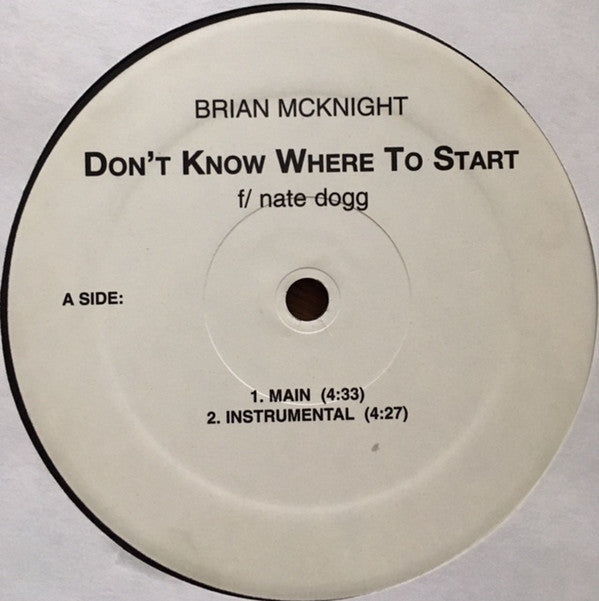 BRIAN MCKNIGHT
DON'T KNOW WHERE TO START
f/ nate dogg
A SIDE:
1. MAIN (4:33)
2. INSTRUMENTAL (4:27)